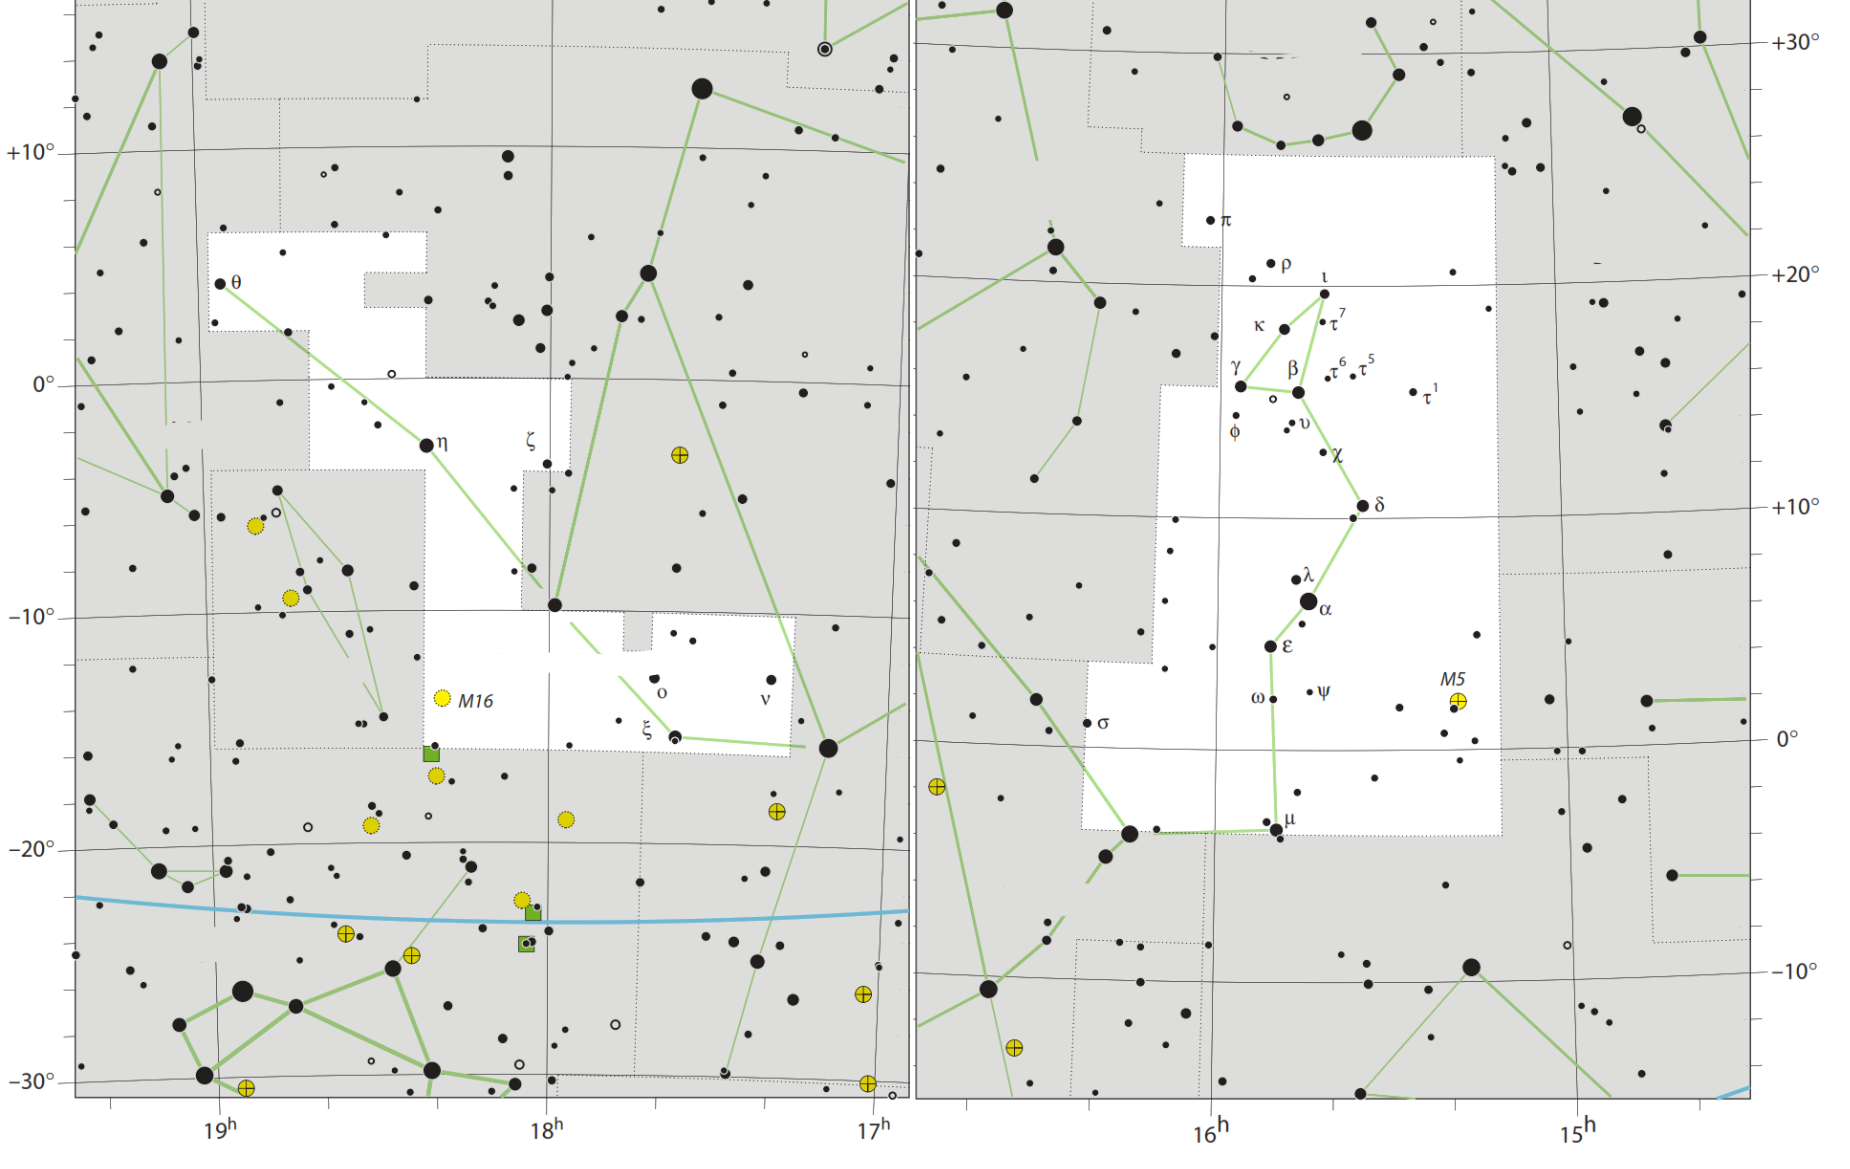 +30°
+10°
π
θ
ρ
+20°
ι
κ
τ7
0°
γ
β
τ6
τ5
τ1
η
ζ
φ
υ
χ
δ
+10°
λ
−10°
α
ε
M16
ο
ν
ω
ψ
M5
ξ
σ
0°
μ
−20°
−10°
−30°
19h
18h
17h
16h
15h